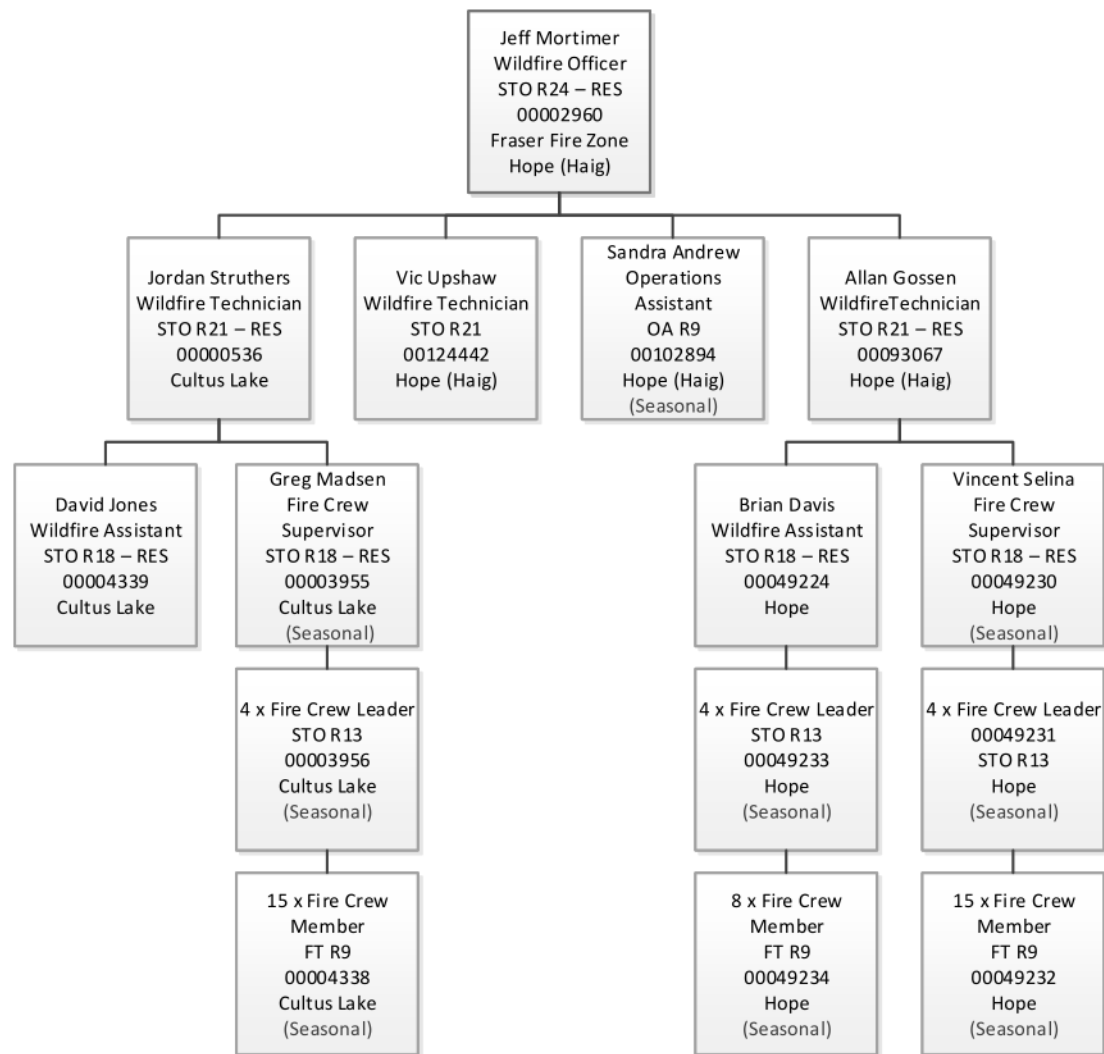 Jeff Mortimer
Wildfire Officer
STO R24 – RES
00002960
Fraser Fire Zone
Hope (Haig)
Jordan Struthers
Wildfire Technician
STO R21 – RES
00000536
Cultus Lake
Vic Upshaw
Wildfire Technician
STO R21
00124442
Hope (Haig)
Sandra Andrew
Operations
Assistant
OA R9
00102894
Hope (Haig)
(Seasonal)
Allan Gossen
WildfireTechnician
STO R21 – RES
00093067
Hope (Haig)
David Jones
Wildfire Assistant
STO R18 – RES
00004339
Cultus Lake
Greg Madsen
Fire Crew
Supervisor
STO R18 – RES
00003955
Cultus Lake
(Seasonal)
Brian Davis
Wildfire Assistant
STO R18 – RES
00049224
Hope
Vincent Selina
Fire Crew
Supervisor
STO R18 – RES
00049230
Hope
(Seasonal)
4 x Fire Crew Leader
STO R13
00003956
Cultus Lake
(Seasonal)
4 x Fire Crew Leader
STO R13
00049233
Hope
(Seasonal)
4 x Fire Crew Leader
00049231
STO R13
Hope
(Seasonal)
15 x Fire Crew
Member
FT R9
00004338
Cultus Lake
(Seasonal)
8 x Fire Crew
Member
FT R9
00049234
Hope
(Seasonal)
15 x Fire Crew
Member
FT R9
00049232
Hope
(Seasonal)